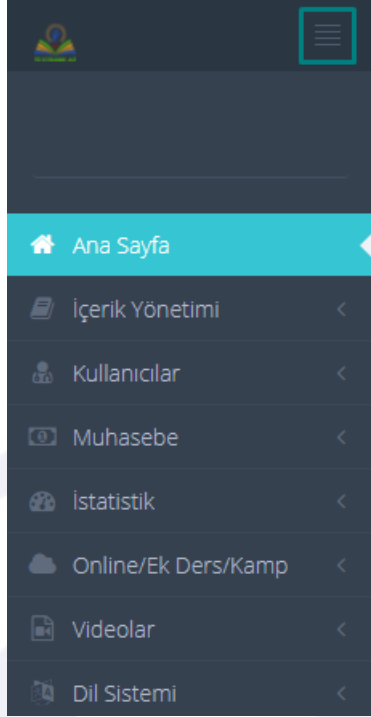 Ana Sayfa
İçerik Yönetimi
Kullanıcılar
Muhasebe
İstatistik
Online/Ek Ders/Kamp
Videolar
Dil Sistemi